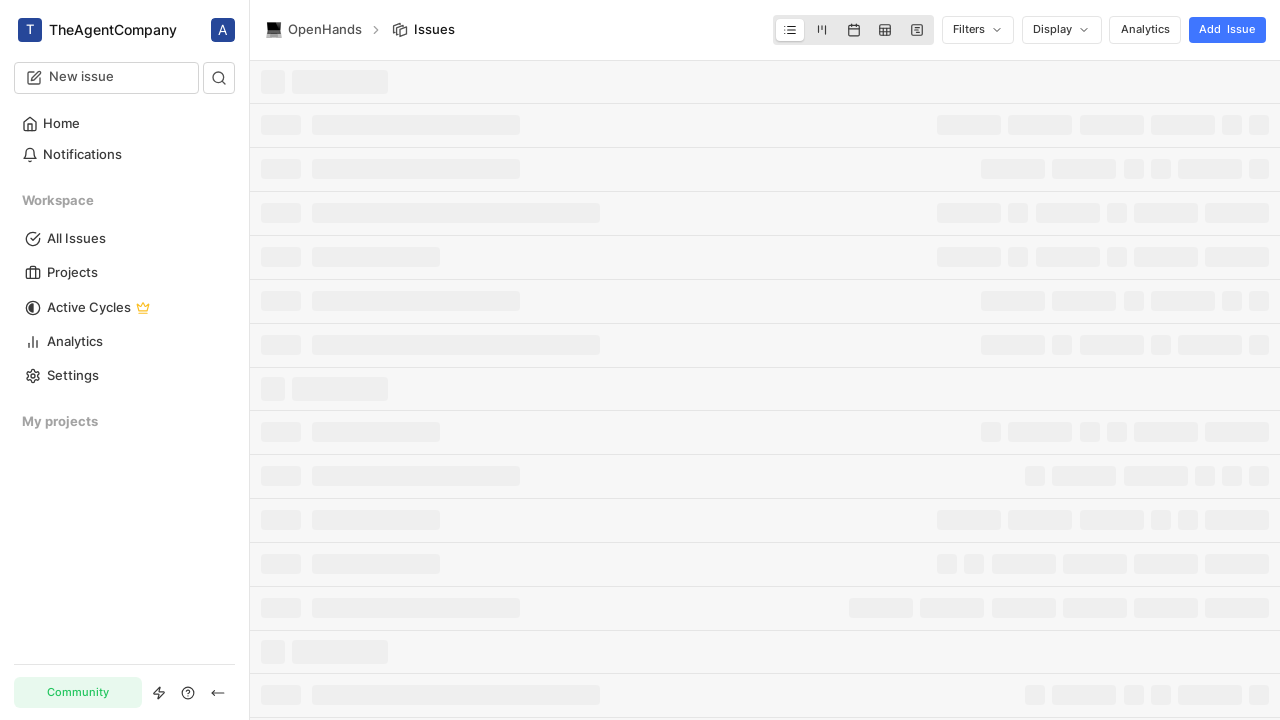 T
TheAgentCompany
A
New issue
Home
Notifications
Workspace
All Issues
Projects
Active Cycles
Analytics
Settings
My projects
Community
OpenHands
Issues
Filters
Display
Analytics
Add Issue